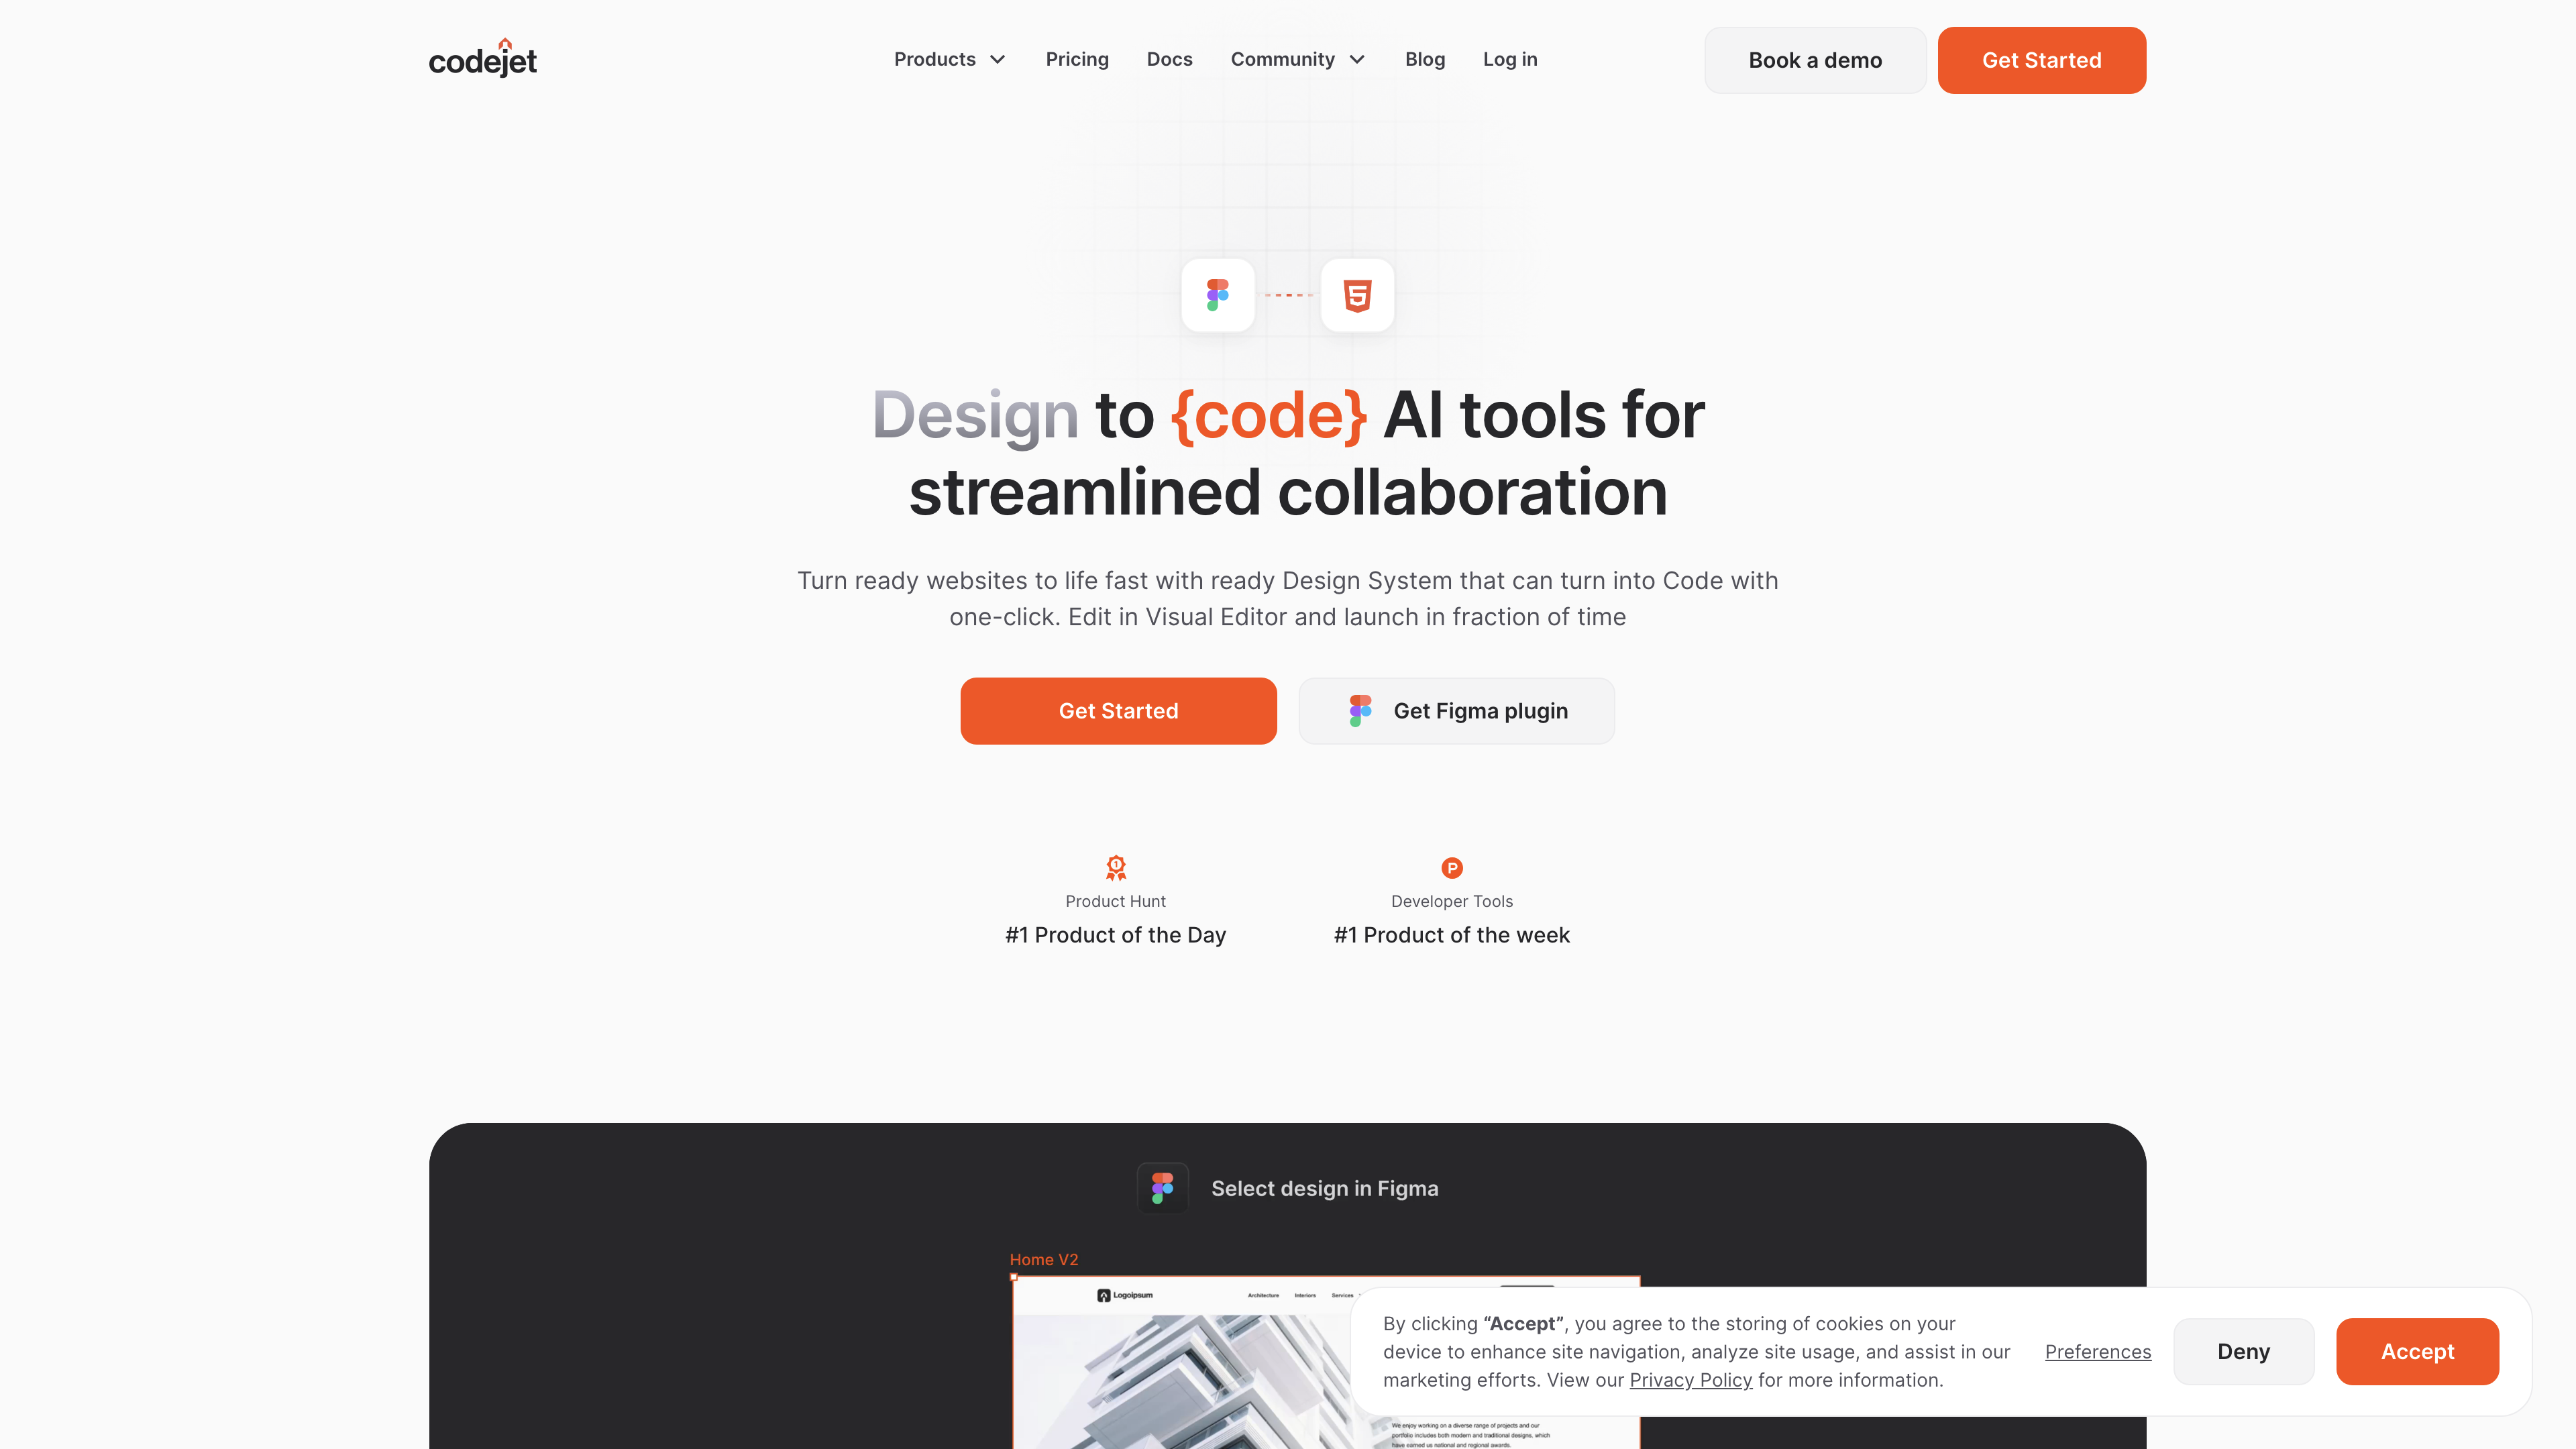 codejet
Products
Pricing
Docs
Community
Blog
Log in
Book a demo
Get Started
Design to {code} AI tools for
streamlined collaboration
Turn ready websites to life fast with ready Design System that can turn into Code with
one-click. Edit in Visual Editor and launch in fraction of time
Get Started
Get Figma plugin
Product Hunt
#1 Product of the Day
Developer Tools
#1 Product of the week
Select design in Figma
Home V2
Logoipsum
Architecture
Interiors
Services
By clicking “Accept”, you agree to the storing of cookies on your
device to enhance site navigation, analyze site usage, and assist in our
marketing efforts. View our Privacy Policy for more information.
Preferences
Deny
Accept
We enjoy working on a diverse range of projects and our
portfolio includes both modern and traditional designs, which
have earned us national and regional awards.